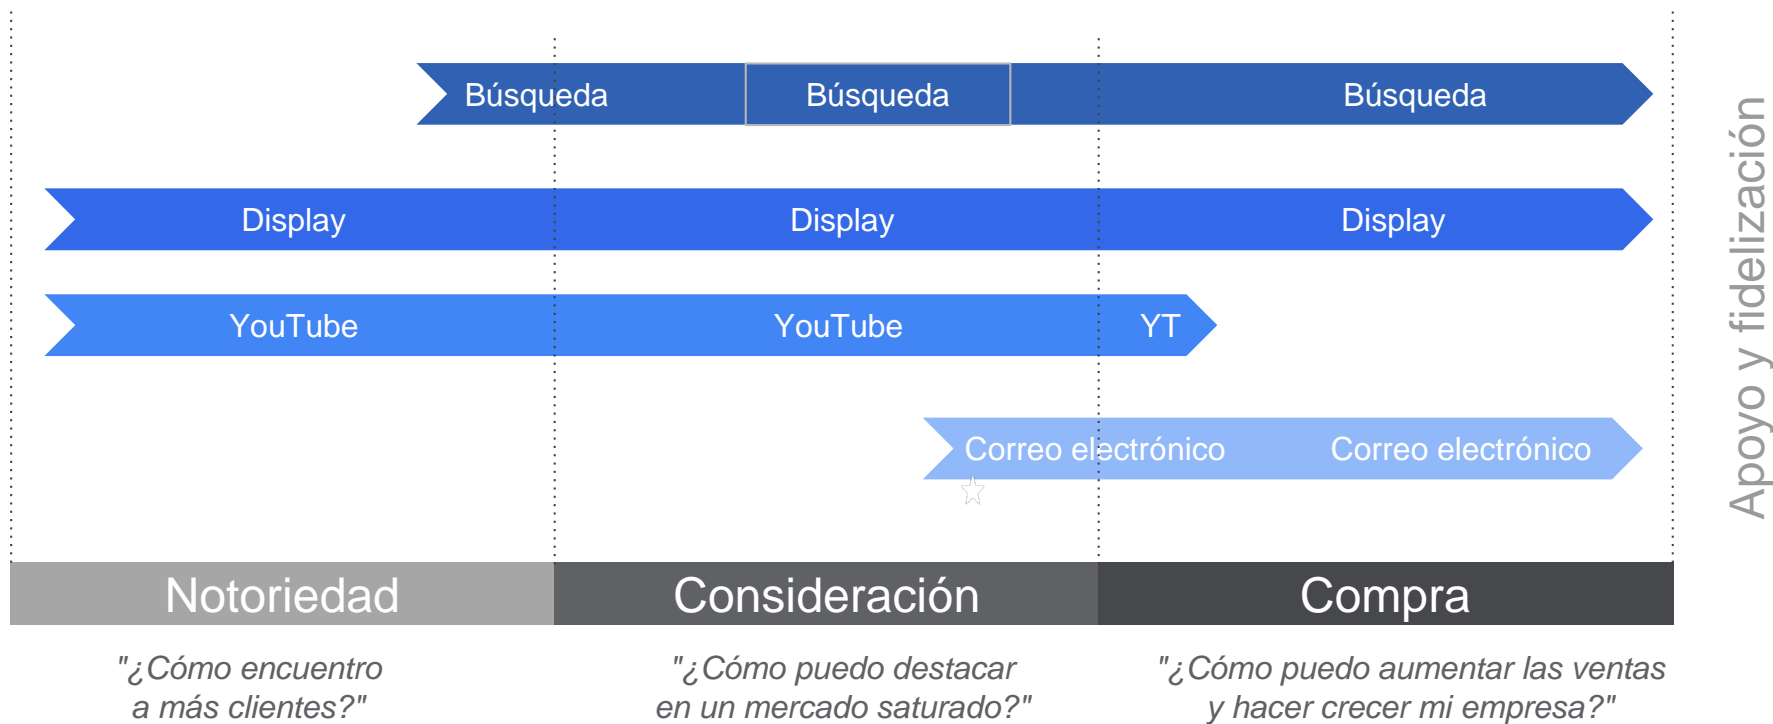 Búsqueda Búsqueda Búsqueda
Display Display Display
YouTube YouTube YT
Correo electrónico Correo electrónico
Apoyo y fidelización
Notoriedad Consideración Compra
"¿Cómo encuentro
a más clientes?"
"¿Cómo puedo destacar
en un mercado saturado?"
"¿Cómo puedo aumentar las ventas
y hacer crecer mi empresa?"